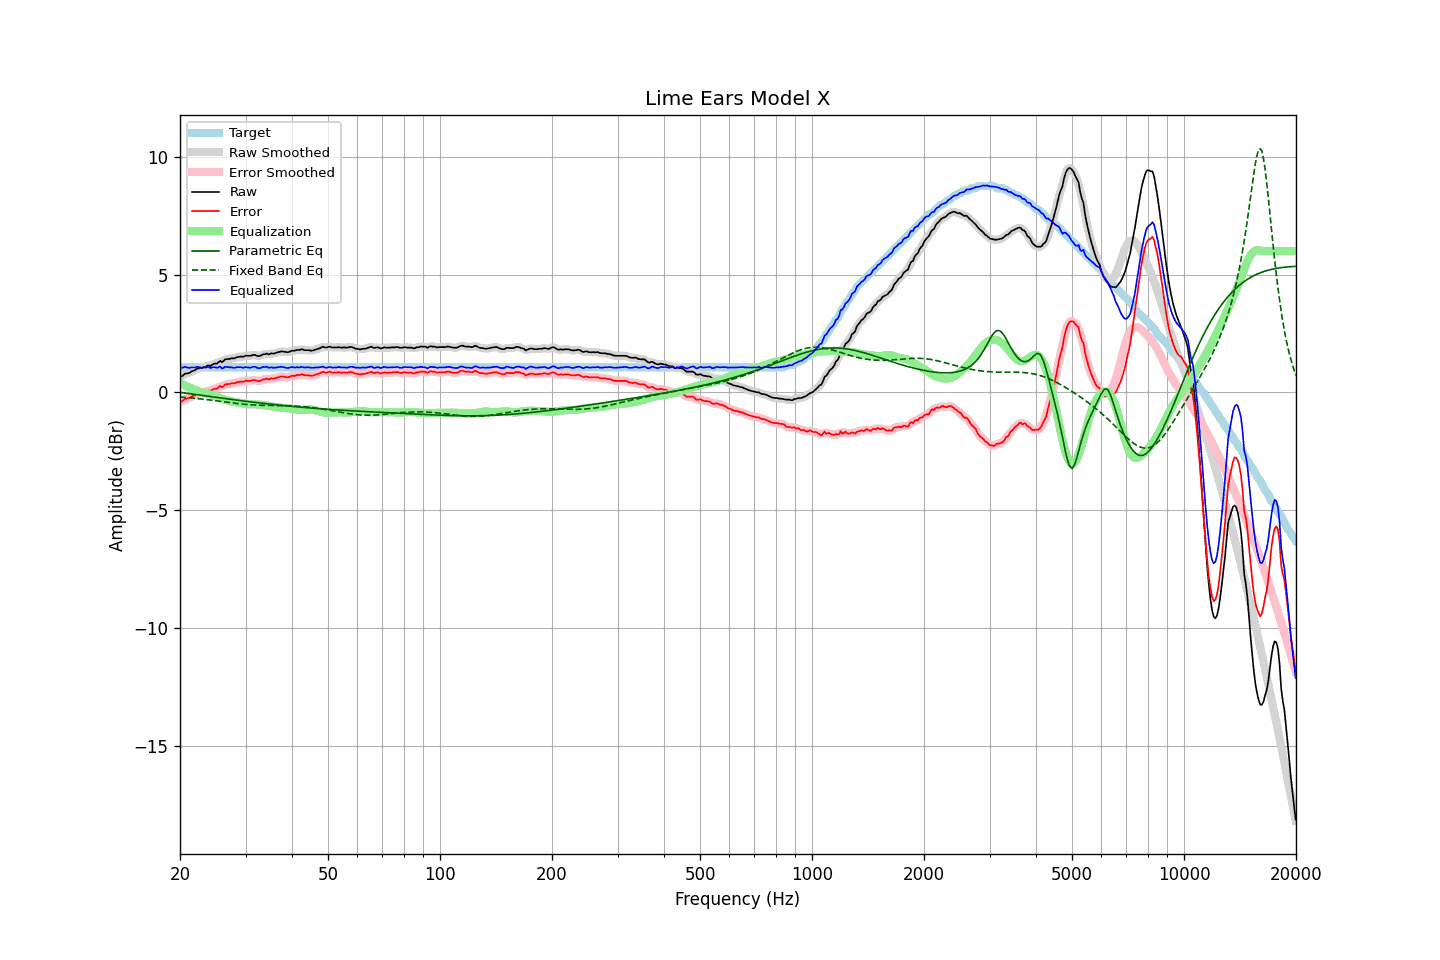 Lime Ears Model X
Target
Raw Smoothed
Error Smoothed
Raw
Error
Equalization
Parametric Eq
Fixed Band Eq
Equalized
10
5
0
−5
−10
−15
Amplitude (dBr)
20
50
100
200
500
1000
2000
5000
10000
20000
Frequency (Hz)